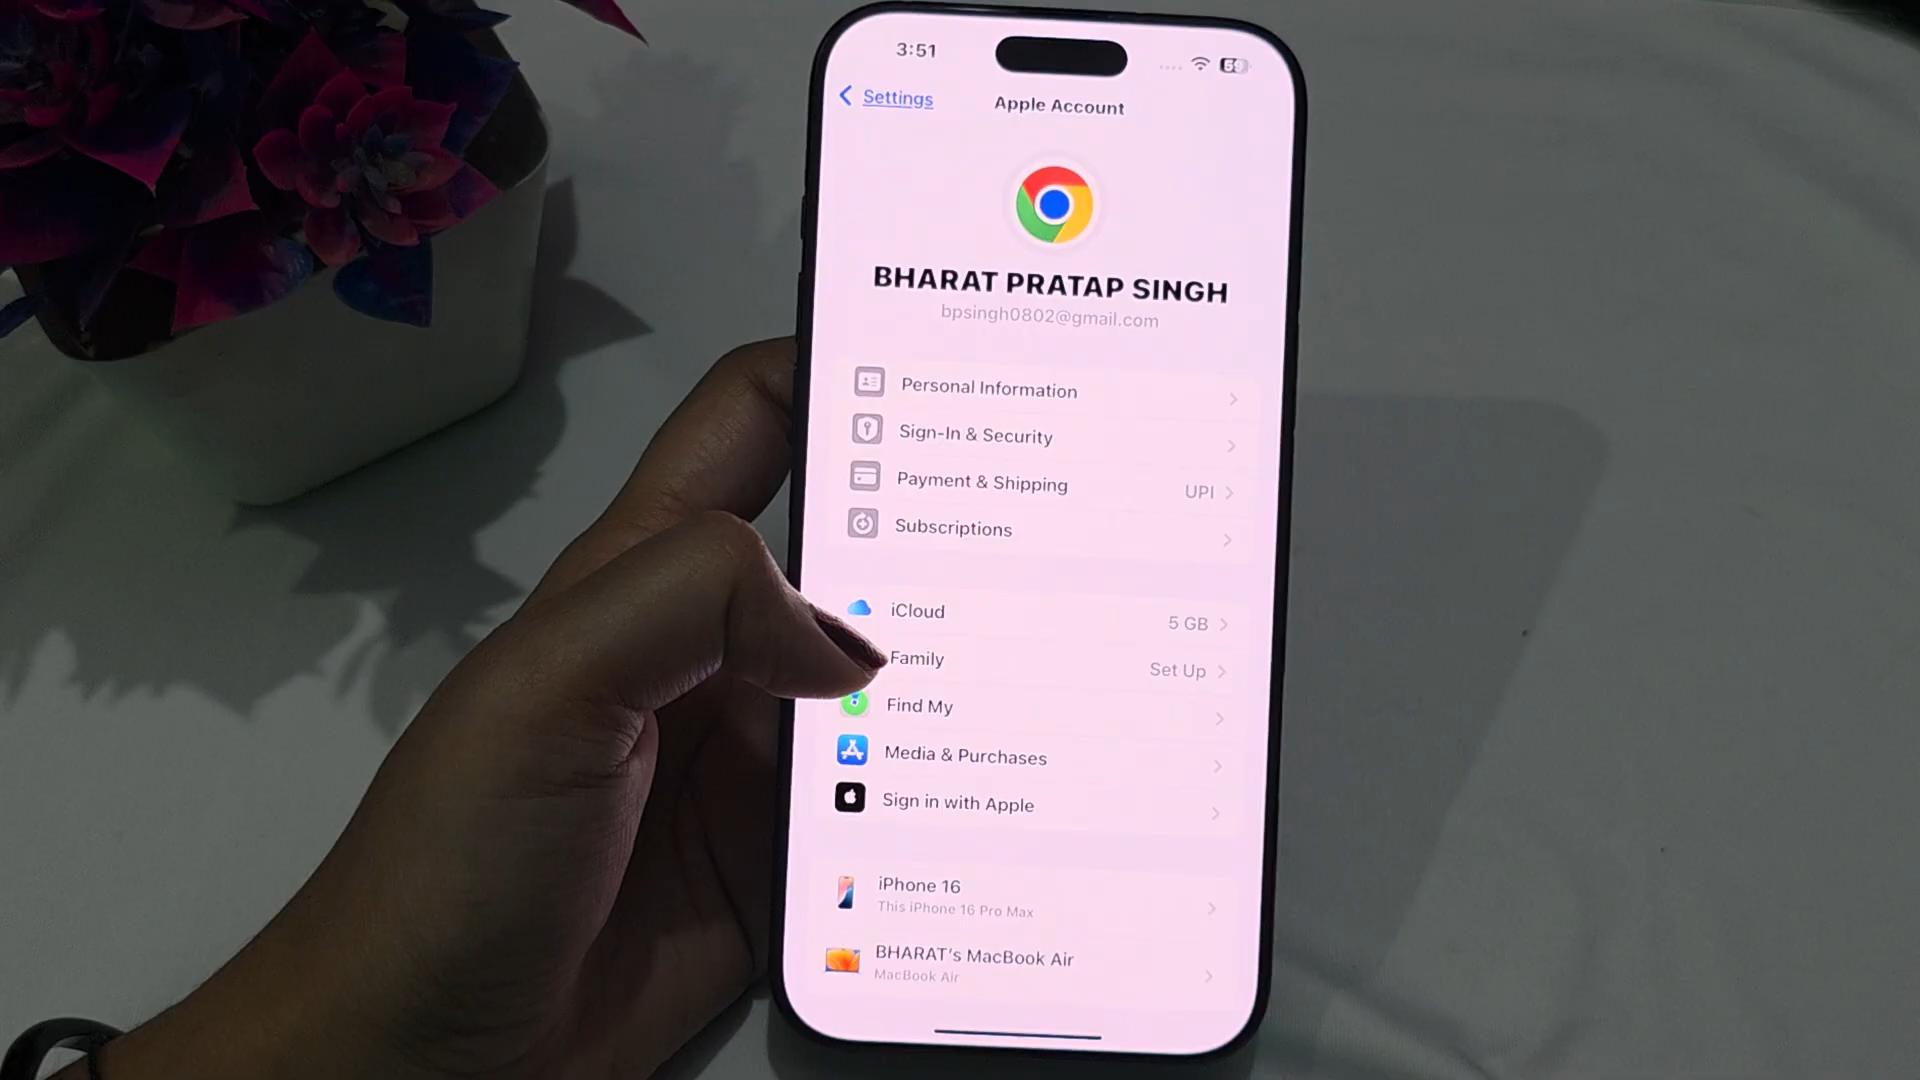 3:51
69
Settings
Apple Account
BHARAT PRATAP SINGH
bpsingh0802@gmail.com
Personal Information
Sign-In & Security
Payment & Shipping UPI
Subscriptions
iCloud 5 GB
Family Set Up
Find My
Media & Purchases
Sign in with Apple
iPhone 16
This iPhone 16 Pro Max
BHARAT's MacBook Air
MacBook Air